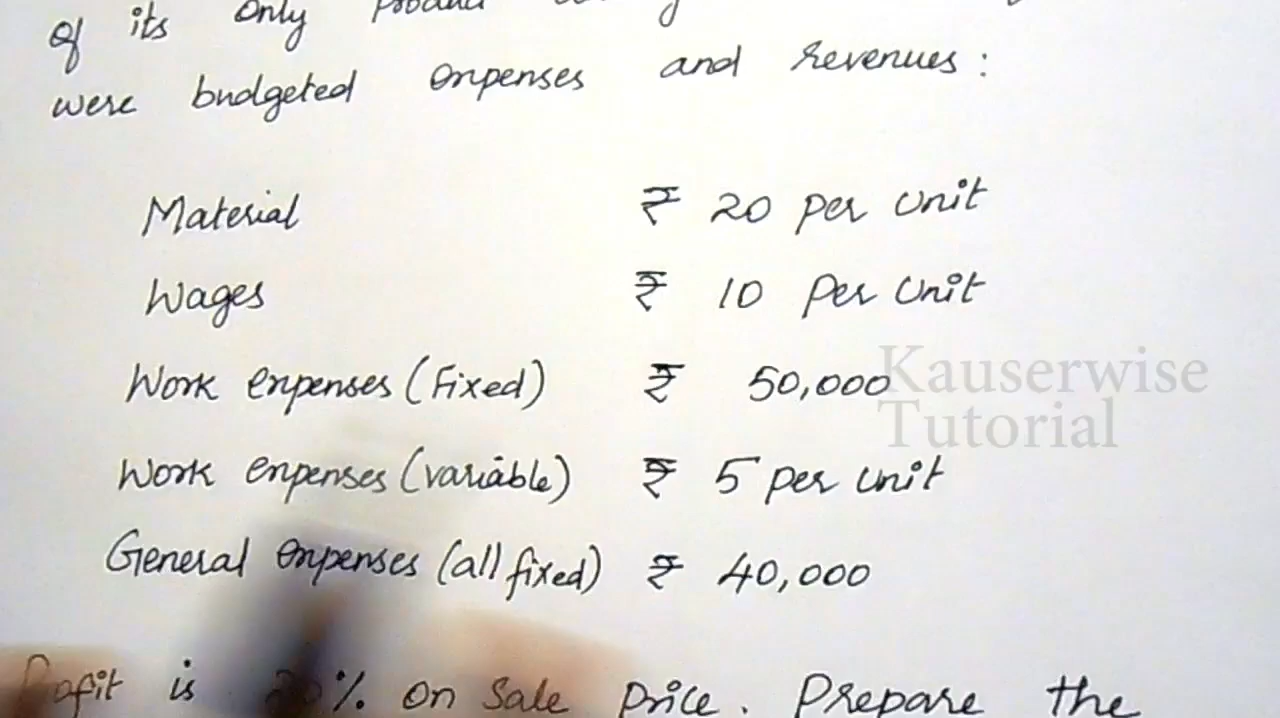 of its only
were budgeted expenses and revenues:
Material ₹ 20 per unit
Wages ₹ 10 Per Unit
Work expenses (Fixed) ₹ 50,000
Kauserwise
Tutorial
Work expenses (variable) ₹ 5 per unit
General expenses (all fixed) ₹ 40,000
Profit is % on Sale price. Prepare the